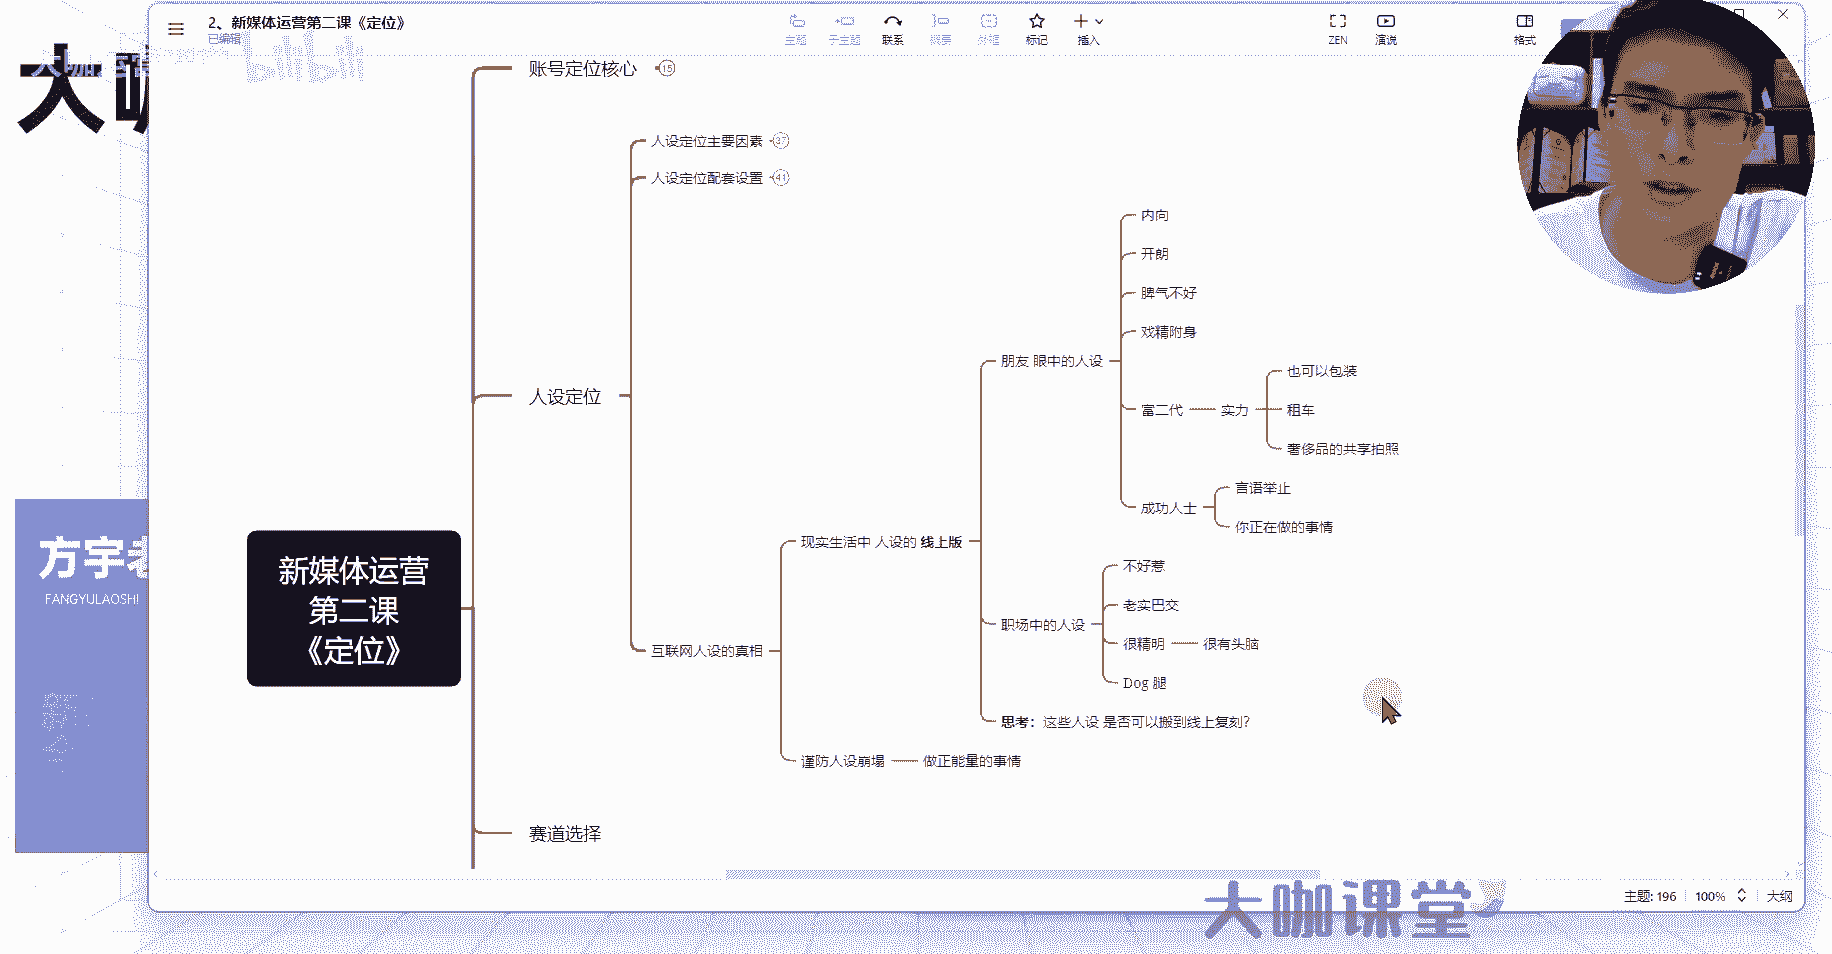 2、新媒体运营第二课《定位》
已编辑
主题
子主题
联系
概要
外框
标记
插入
ZEN
演说
格式
bilibili
大咖
账号定位核心
15
人设定位主要因素
37
人设定位配套设置
41
内向
开朗
脾气不好
戏精附身
朋友 眼中的人设
也可以包装
人设定位
富二代
实力
租车
奢侈品的共享拍照
言语举止
成功人士
你正在做的事情
现实生活中 人设的 线上版
不好惹
新媒体运营
第二课
《定位》
方宇老
FANGYULAOSHI
老实巴交
职场中的人设
很精明
很有头脑
互联网人设的真相
Dog 腿
思考：这些人设 是否可以搬到线上复刻？
谨防人设崩塌
做正能量的事情
赛道选择
主题: 196
100%
大纲
大咖课堂